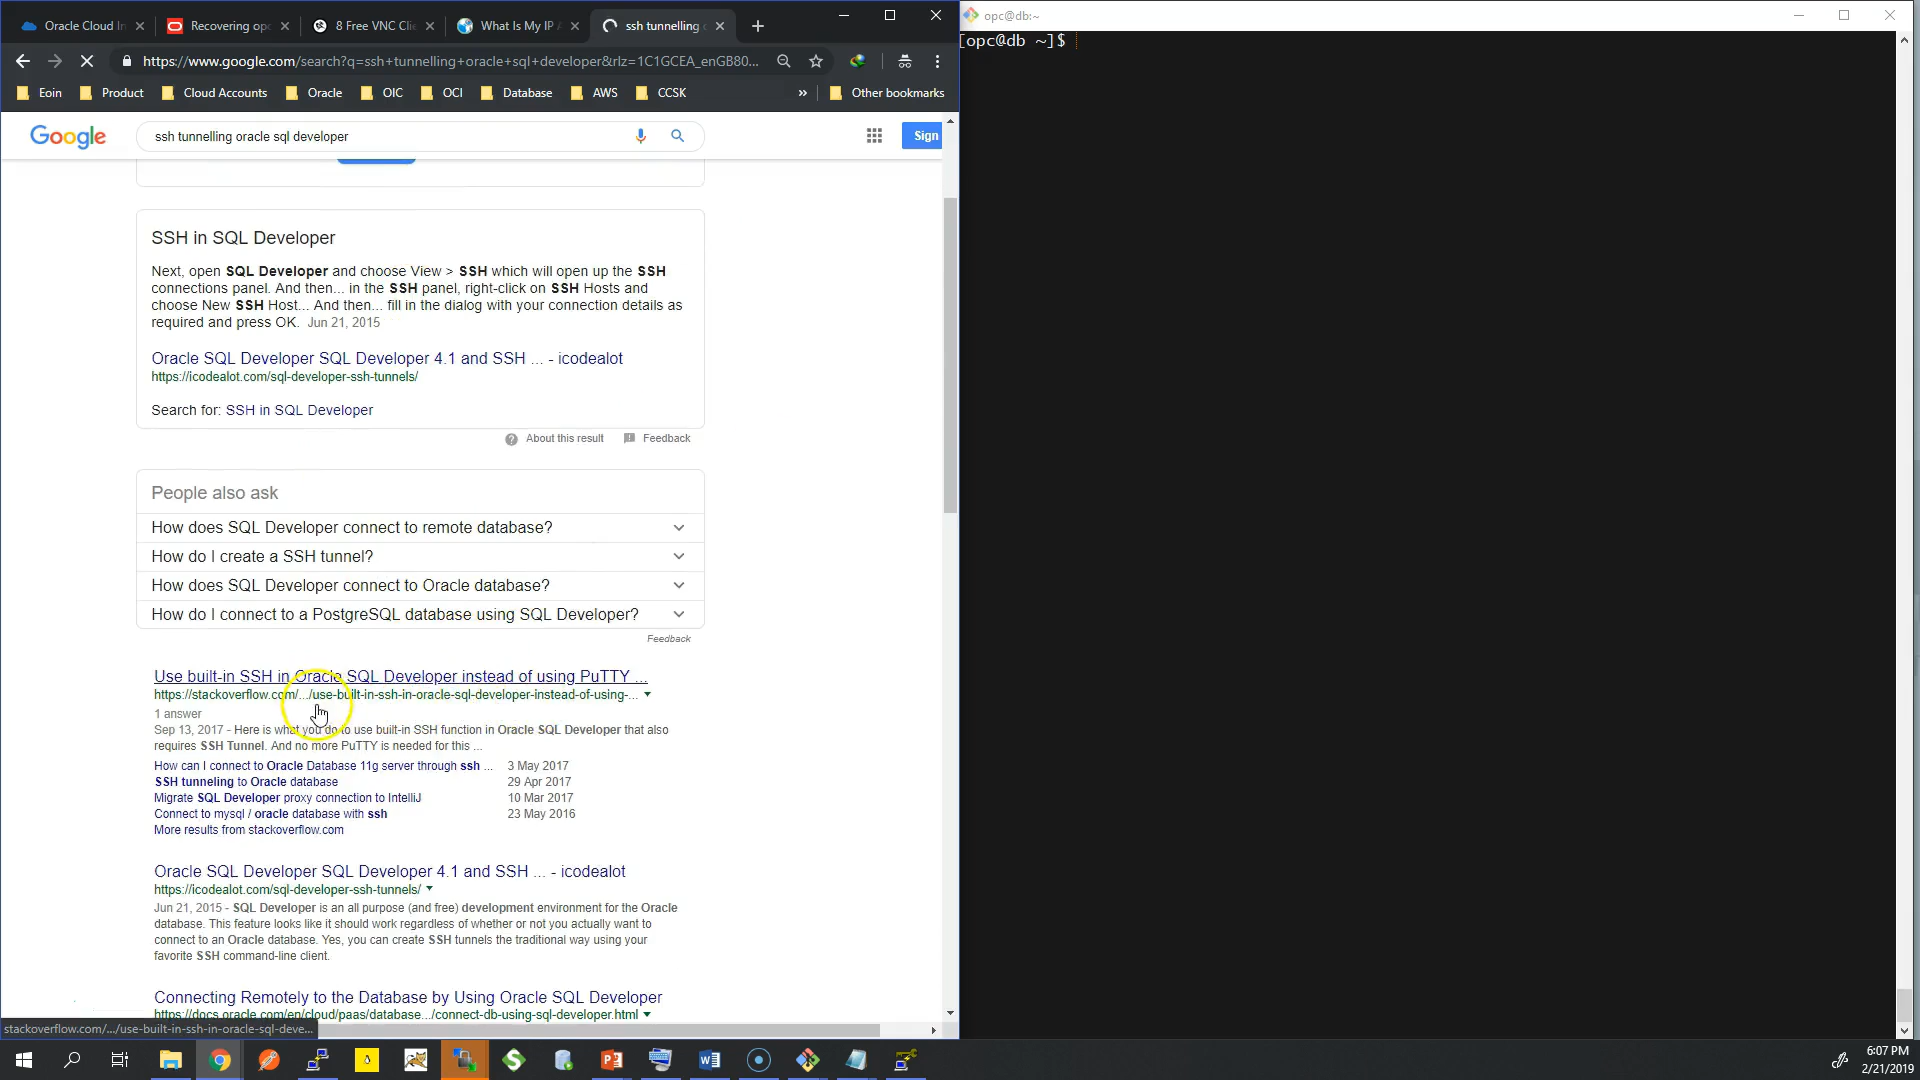 Oracle Cloud In
Recovering opc
8 Free VNC Clie
What Is My IP A
ssh tunnelling o
opc@db:~
https://www.google.com/search?q=ssh+tunnelling+oracle+sql+developer&rlz=1C1GCEA_enGB80...
[opc@db ~]$
Eoin
Product
Cloud Accounts
Oracle
OIC
OCI
Database
AWS
CCSK
»
Other bookmarks
Google
ssh tunnelling oracle sql developer
Sign
SSH in SQL Developer
Next, open SQL Developer and choose View > SSH which will open up the SSH
connections panel. And then... in the SSH panel, right-click on SSH Hosts and
choose New SSH Host... And then... fill in the dialog with your connection details as
required and press OK. Jun 21, 2015
Oracle SQL Developer SQL Developer 4.1 and SSH ... - icodealot
https://icodealot.com/sql-developer-ssh-tunnels/
Search for: SSH in SQL Developer
About this result
Feedback
People also ask
How does SQL Developer connect to remote database?
How do I create a SSH tunnel?
How does SQL Developer connect to Oracle database?
How do I connect to a PostgreSQL database using SQL Developer?
Feedback
Use built-in SSH in Oracle SQL Developer instead of using PuTTY ...
https://stackoverflow.com/.../use-built-in-ssh-in-oracle-sql-developer-instead-of-using-...
1 answer
Sep 13, 2017 - Here is what you do to use built-in SSH function in Oracle SQL Developer that also
requires SSH Tunnel. And no more PuTTY is needed for this ...
How can I connect to Oracle Database 11g server through ssh ... 3 May 2017
SSH tunneling to Oracle database 29 Apr 2017
Migrate SQL Developer proxy connection to IntelliJ 10 Mar 2017
Connect to mysql / oracle database with ssh 23 May 2016
More results from stackoverflow.com
Oracle SQL Developer SQL Developer 4.1 and SSH ... - icodealot
https://icodealot.com/sql-developer-ssh-tunnels/
Jun 21, 2015 - SQL Developer is an all purpose (and free) development environment for the Oracle
database. This feature looks like it should work regardless of whether or not you actually want to
connect to an Oracle database. Yes, you can create SSH tunnels the traditional way using your
favorite SSH command-line client.
Connecting Remotely to the Database by Using Oracle SQL Developer
https://docs.oracle.com/en/cloud/paas/database.../connect-db-using-sql-developer.html
stackoverflow.com/.../use-built-in-ssh-in-oracle-sql-deve...
6:07 PM
2/21/2019